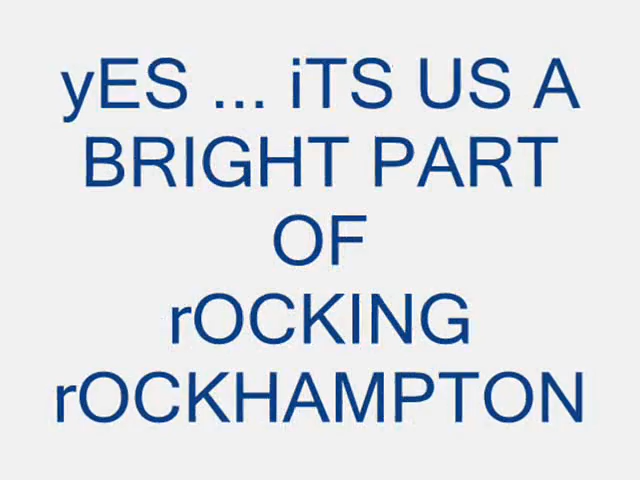 yES ... iTS US A
BRIGHT PART
OF
rOCKING
rOCKHAMPTON